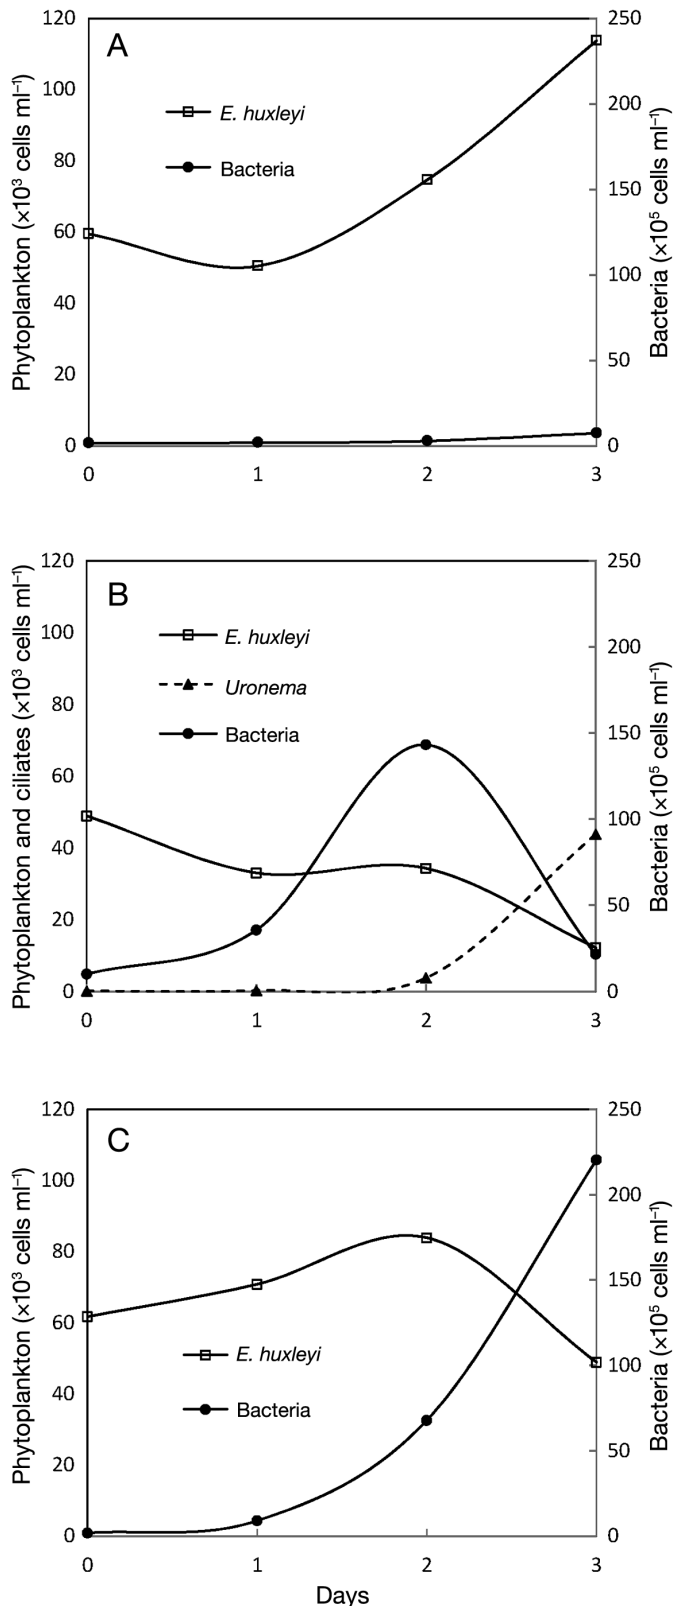 A
Phytoplankton (×10³ cells ml⁻¹)
120
100
80
60
40
20
0
E. huxleyi
Bacteria
250
200
150
100
50
0
Bacteria (×10⁵ cells ml⁻¹)
0 1 2 3
B
Phytoplankton and ciliates (×10³ cells ml⁻¹)
120
100
80
60
40
20
0
E. huxleyi
Uronema
Bacteria
250
200
150
100
50
0
Bacteria (×10⁵ cells ml⁻¹)
0 1 2 3
C
Phytoplankton (×10³ cells ml⁻¹)
120
100
80
60
40
20
0
E. huxleyi
Bacteria
250
200
150
100
50
0
Bacteria (×10⁵ cells ml⁻¹)
0 1 2 3
Days